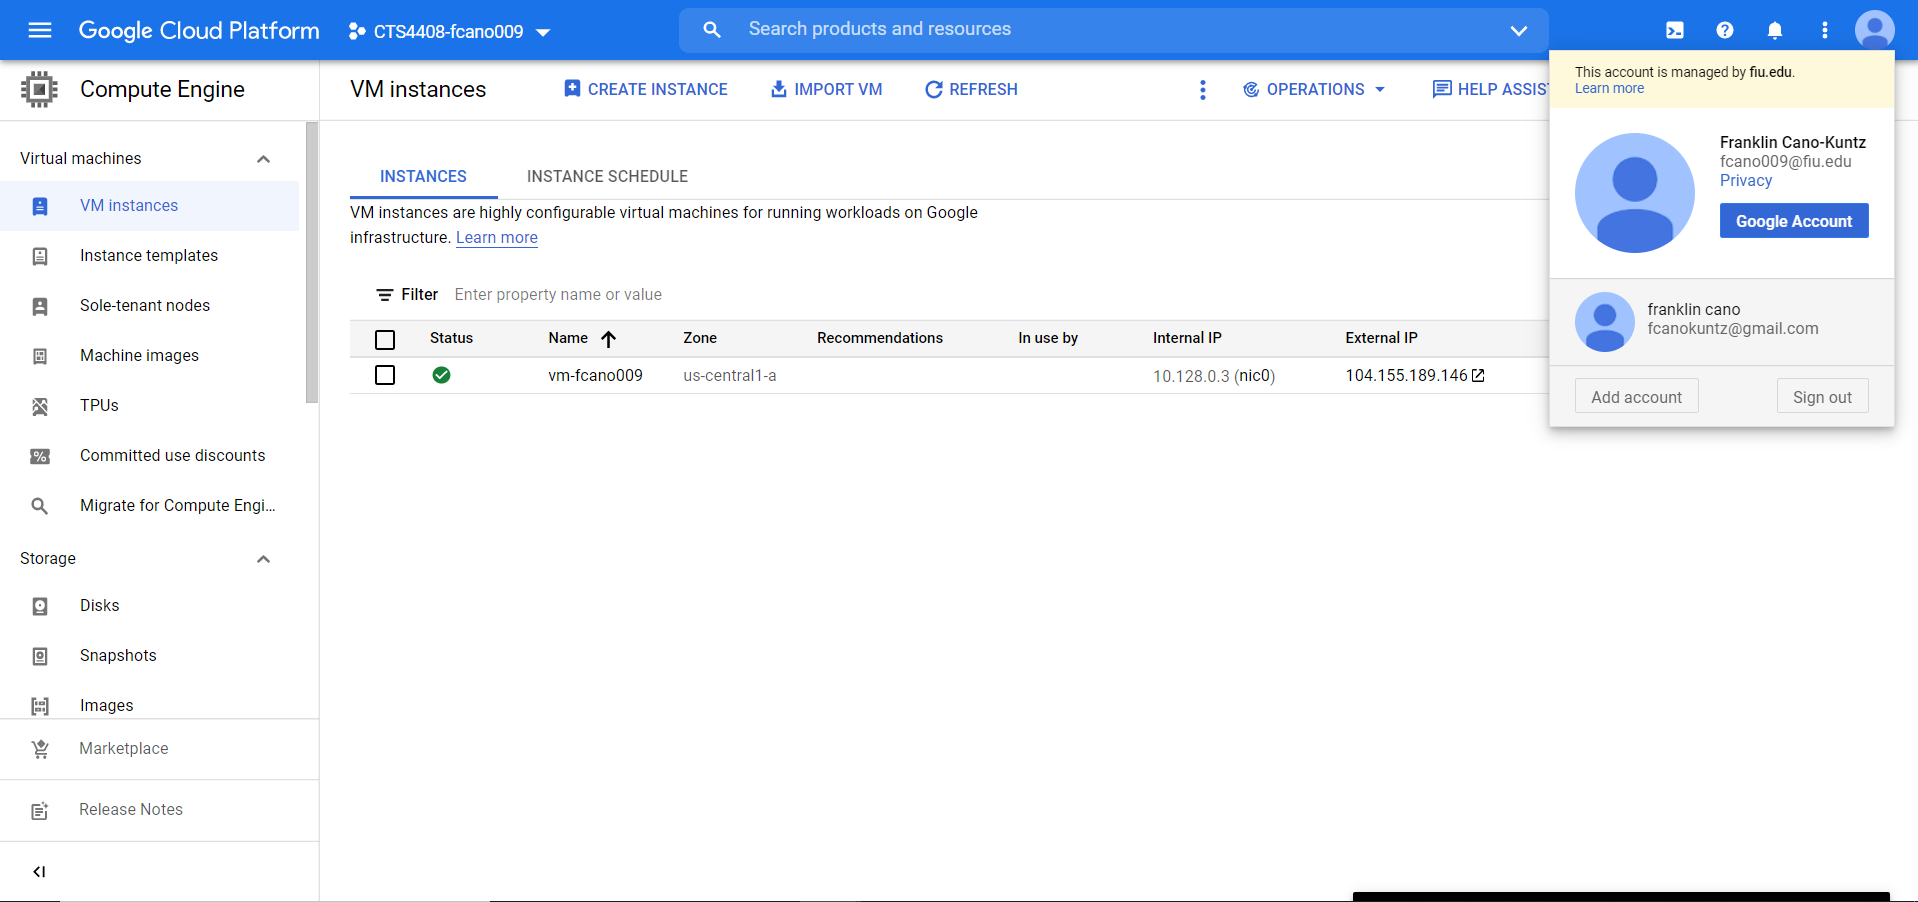 Google Cloud Platform
CTS4408-fcano009
Search products and resources
Compute Engine
VM instances
CREATE INSTANCE
IMPORT VM
REFRESH
OPERATIONS
HELP ASSIST
This account is managed by fiu.edu.
Learn more
Franklin Cano-Kuntz
fcano009@fiu.edu
Privacy
Google Account
franklin cano
fcanokuntz@gmail.com
Add account
Sign out
Virtual machines
VM instances
Instance templates
Sole-tenant nodes
Machine images
TPUs
Committed use discounts
Migrate for Compute Engi...
Storage
Disks
Snapshots
Images
Marketplace
Release Notes
INSTANCES
INSTANCE SCHEDULE
VM instances are highly configurable virtual machines for running workloads on Google
infrastructure. Learn more
Filter Enter property name or value
Status Name Zone Recommendations In use by Internal IP External IP
vm-fcano009 us-central1-a 10.128.0.3 (nic0) 104.155.189.146